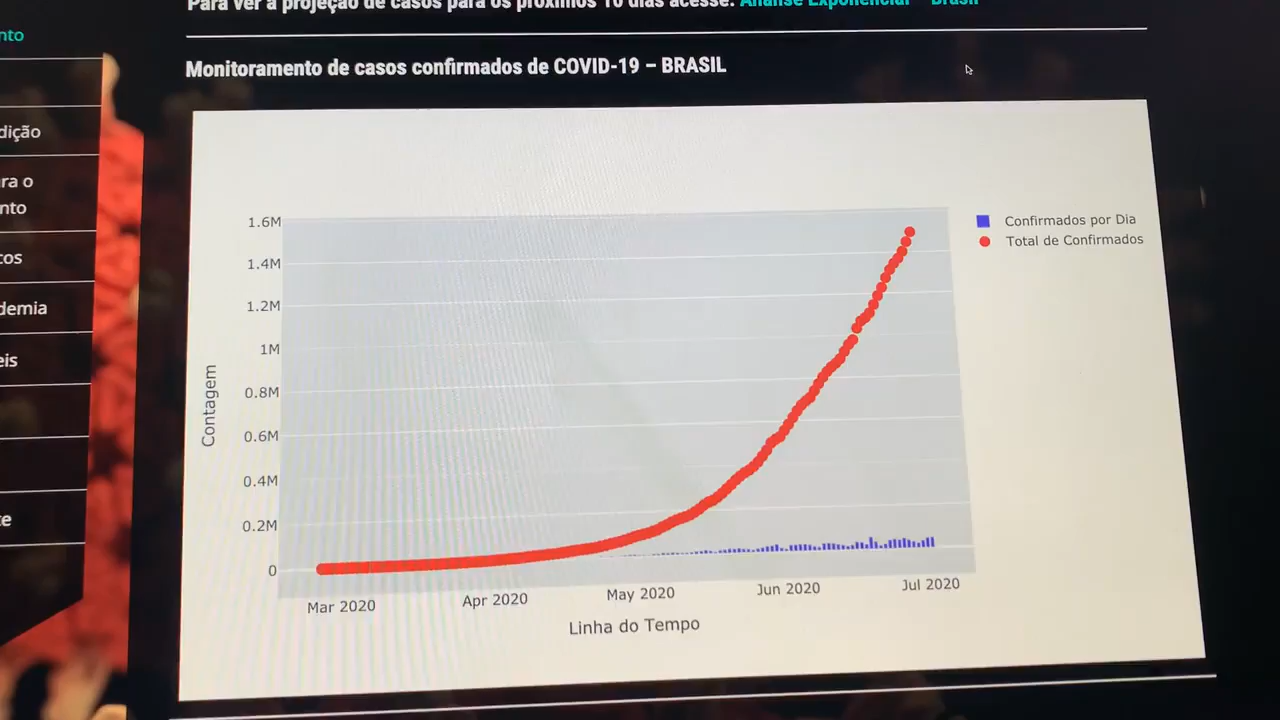 Para ver a projeção de casos para os próximos 10 dias acesse: Análise Exponencial – Brasil
nto
Monitoramento de casos confirmados de COVID-19 – BRASIL
dição
ra o
nto
cos
demia
eis
te
1.6M
1.4M
1.2M
1M
0.8M
0.6M
0.4M
0.2M
0
Contagem
Mar 2020
Apr 2020
May 2020
Jun 2020
Jul 2020
Linha do Tempo
Confirmados por Dia
Total de Confirmados